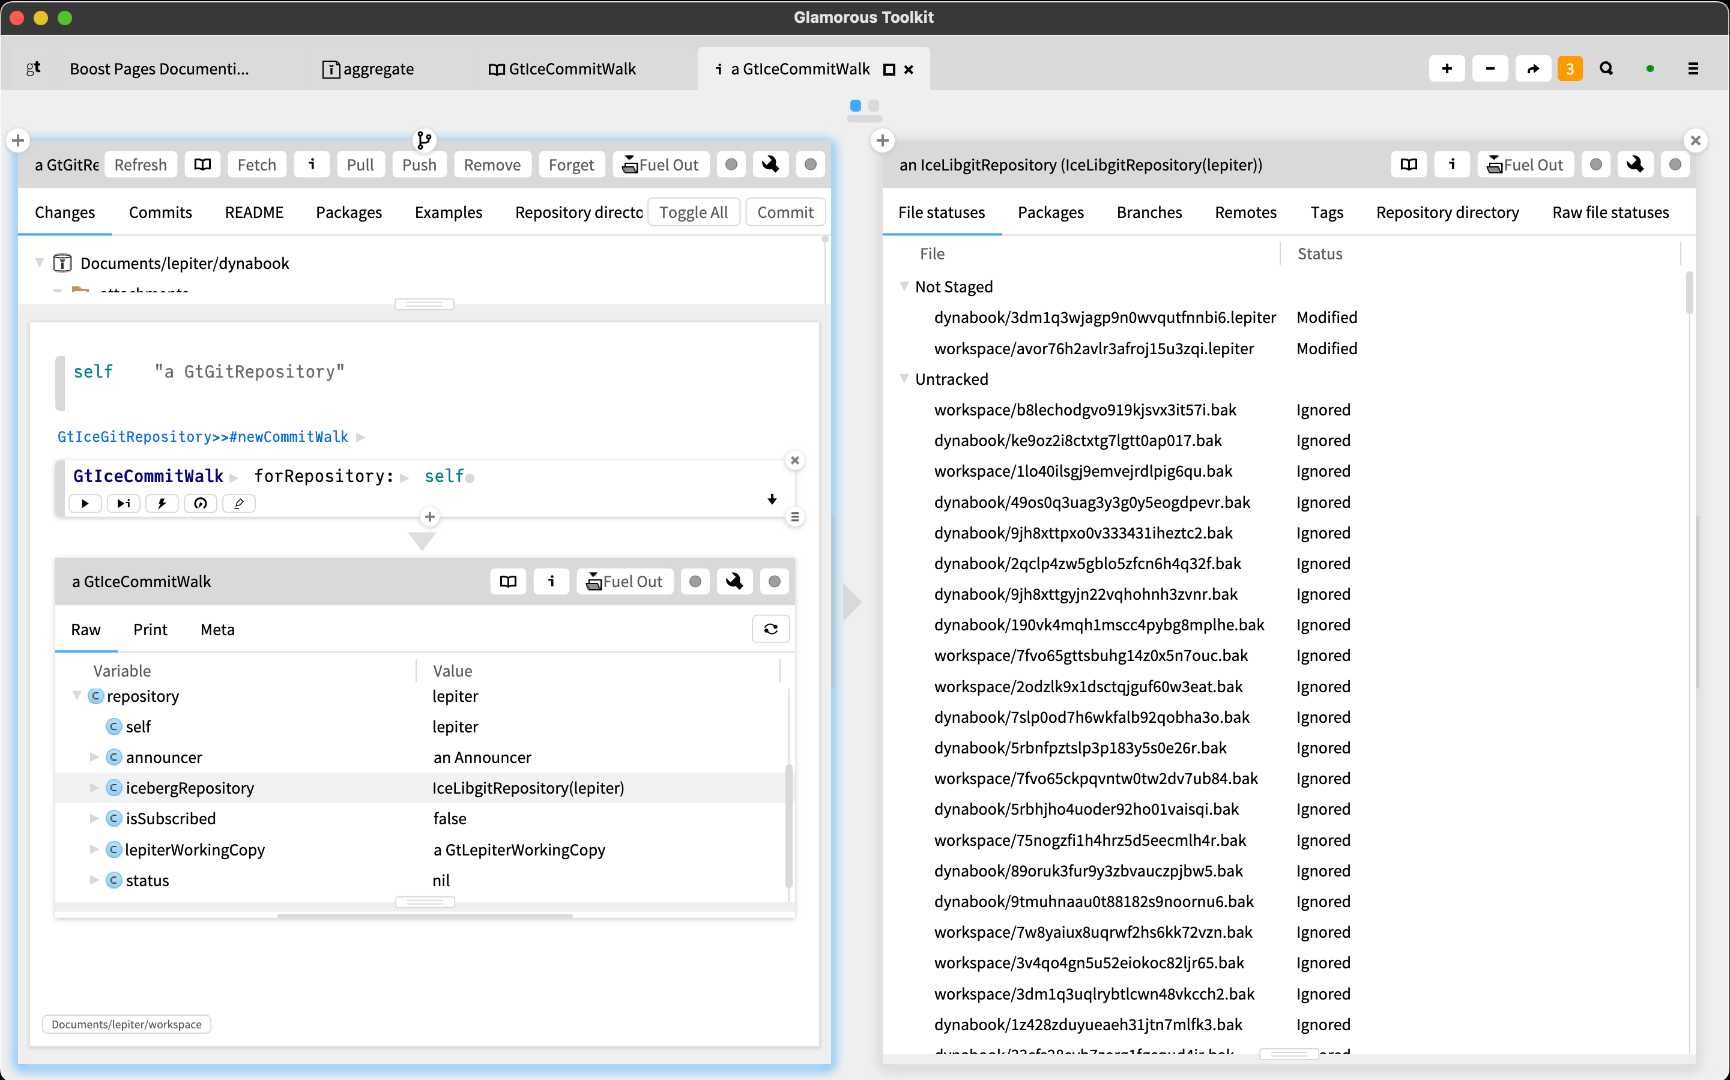 Glamorous Toolkit
gt Boost Pages Documenti... aggregate GtIceCommitWalk i a GtIceCommitWalk 3
a GtGitRe Refresh Fetch i Pull Push Remove Forget Fuel Out
Changes Commits README Packages Examples Repository directo Toggle All Commit
Documents/lepiter/dynabook
attachments
self "a GtGitRepository"
GtIceGitRepository>>#newCommitWalk
GtIceCommitWalk forRepository: self
i
a GtIceCommitWalk i Fuel Out
Raw Print Meta
Variable Value
repository lepiter
self lepiter
announcer an Announcer
icebergRepository IceLibgitRepository(lepiter)
isSubscribed false
lepiterWorkingCopy a GtLepiterWorkingCopy
status nil
Documents/lepiter/workspace
an IceLibgitRepository (IceLibgitRepository(lepiter)) i Fuel Out
File statuses Packages Branches Remotes Tags Repository directory Raw file statuses
File Status
Not Staged
dynabook/3dm1q3wjagp9n0wvqutfnnbi6.lepiter Modified
workspace/avor76h2avlr3afroj15u3zqi.lepiter Modified
Untracked
workspace/b8lechodgvo919kjsvx3it57i.bak Ignored
dynabook/ke9oz2i8ctxtg7lgtt0ap017.bak Ignored
workspace/1lo40ilsgj9emvejrdlpig6qu.bak Ignored
dynabook/49os0q3uag3y3g0y5eogdpevr.bak Ignored
dynabook/9jh8xttpxo0v333431iheztc2.bak Ignored
dynabook/2qclp4zw5gblo5zfcn6h4q32f.bak Ignored
dynabook/9jh8xttgyjn22vqhohnh3zvnr.bak Ignored
dynabook/190vk4mqh1mscc4pybg8mplhe.bak Ignored
workspace/7fvo65gttsbuhg14z0x5n7ouc.bak Ignored
workspace/2odzlk9x1dsctqjguf60w3eat.bak Ignored
dynabook/7slp0od7h6wkfalb92qobha3o.bak Ignored
dynabook/5rbnfpztslp3p183y5s0e26r.bak Ignored
workspace/7fvo65ckpqvntw0tw2dv7ub84.bak Ignored
dynabook/5rbhjho4uoder92ho01vaisqi.bak Ignored
workspace/75nogzfi1h4hrz5d5eecmlh4r.bak Ignored
dynabook/89oruk3fur9y3zbvauczpjbw5.bak Ignored
dynabook/9tmuhnaau0t88182s9noornu6.bak Ignored
workspace/7w8yaiux8uqrwf2hs6kk72vzn.bak Ignored
workspace/3v4qo4gn5u52eiokoc82ljr65.bak Ignored
workspace/3dm1q3uqlrybtlcwn48vkcch2.bak Ignored
dynabook/1z428zduyueaeh31jtn7mlfk3.bak Ignored